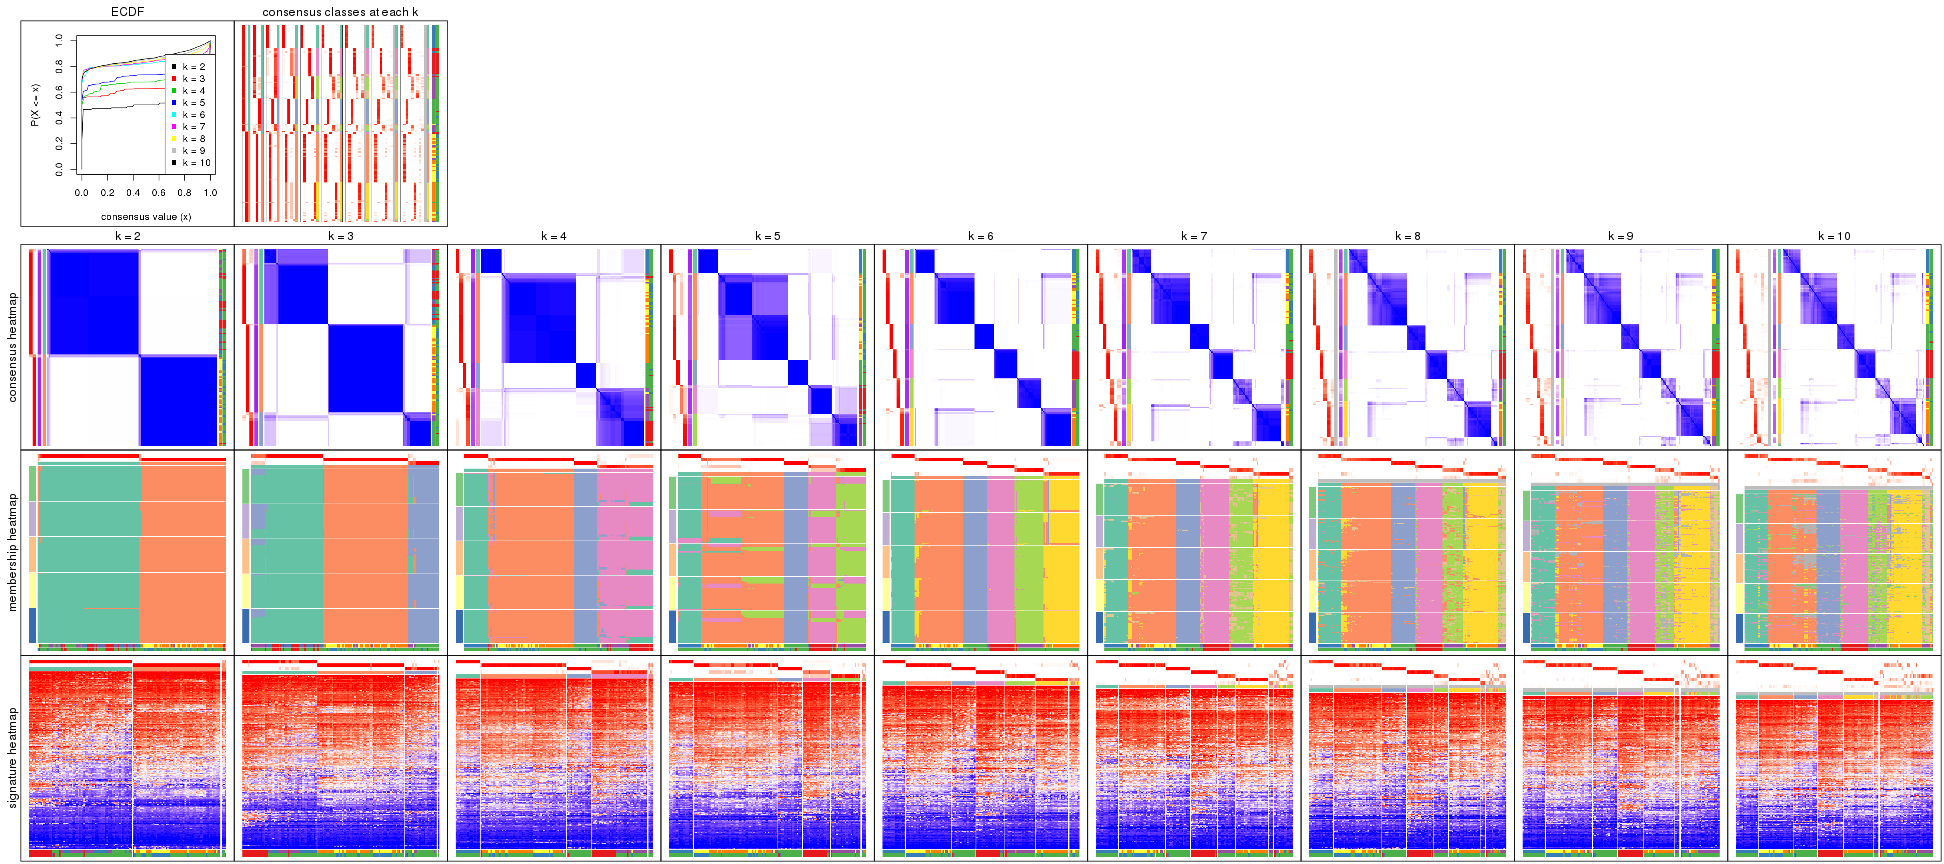 ECDF
consensus classes at each k
P(X <= x)
0.0 0.2 0.4 0.6 0.8 1.0
k = 2
k = 3
k = 4
k = 5
k = 6
k = 7
k = 8
k = 9
k = 10
0.0 0.2 0.4 0.6 0.8 1.0
consensus value (x)
k = 2 k = 3 k = 4 k = 5 k = 6 k = 7 k = 8 k = 9 k = 10
consensus heatmap
membership heatmap
signature heatmap